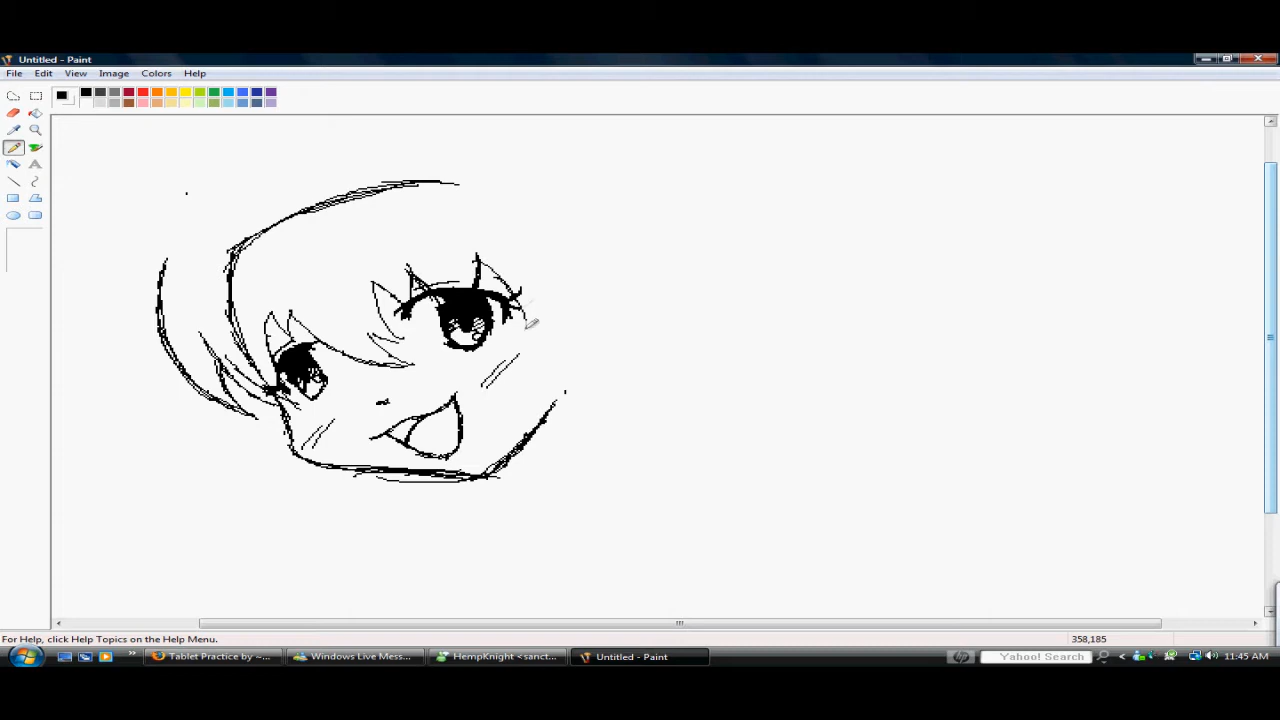 Untitled - Paint
File Edit View Image Colors Help
For Help, click Help Topics on the Help Menu.
358,185
Tablet Practice by ~...
Windows Live Mess...
HempKnight <sanct...
Untitled - Paint
Yahoo! Search
11:45 AM